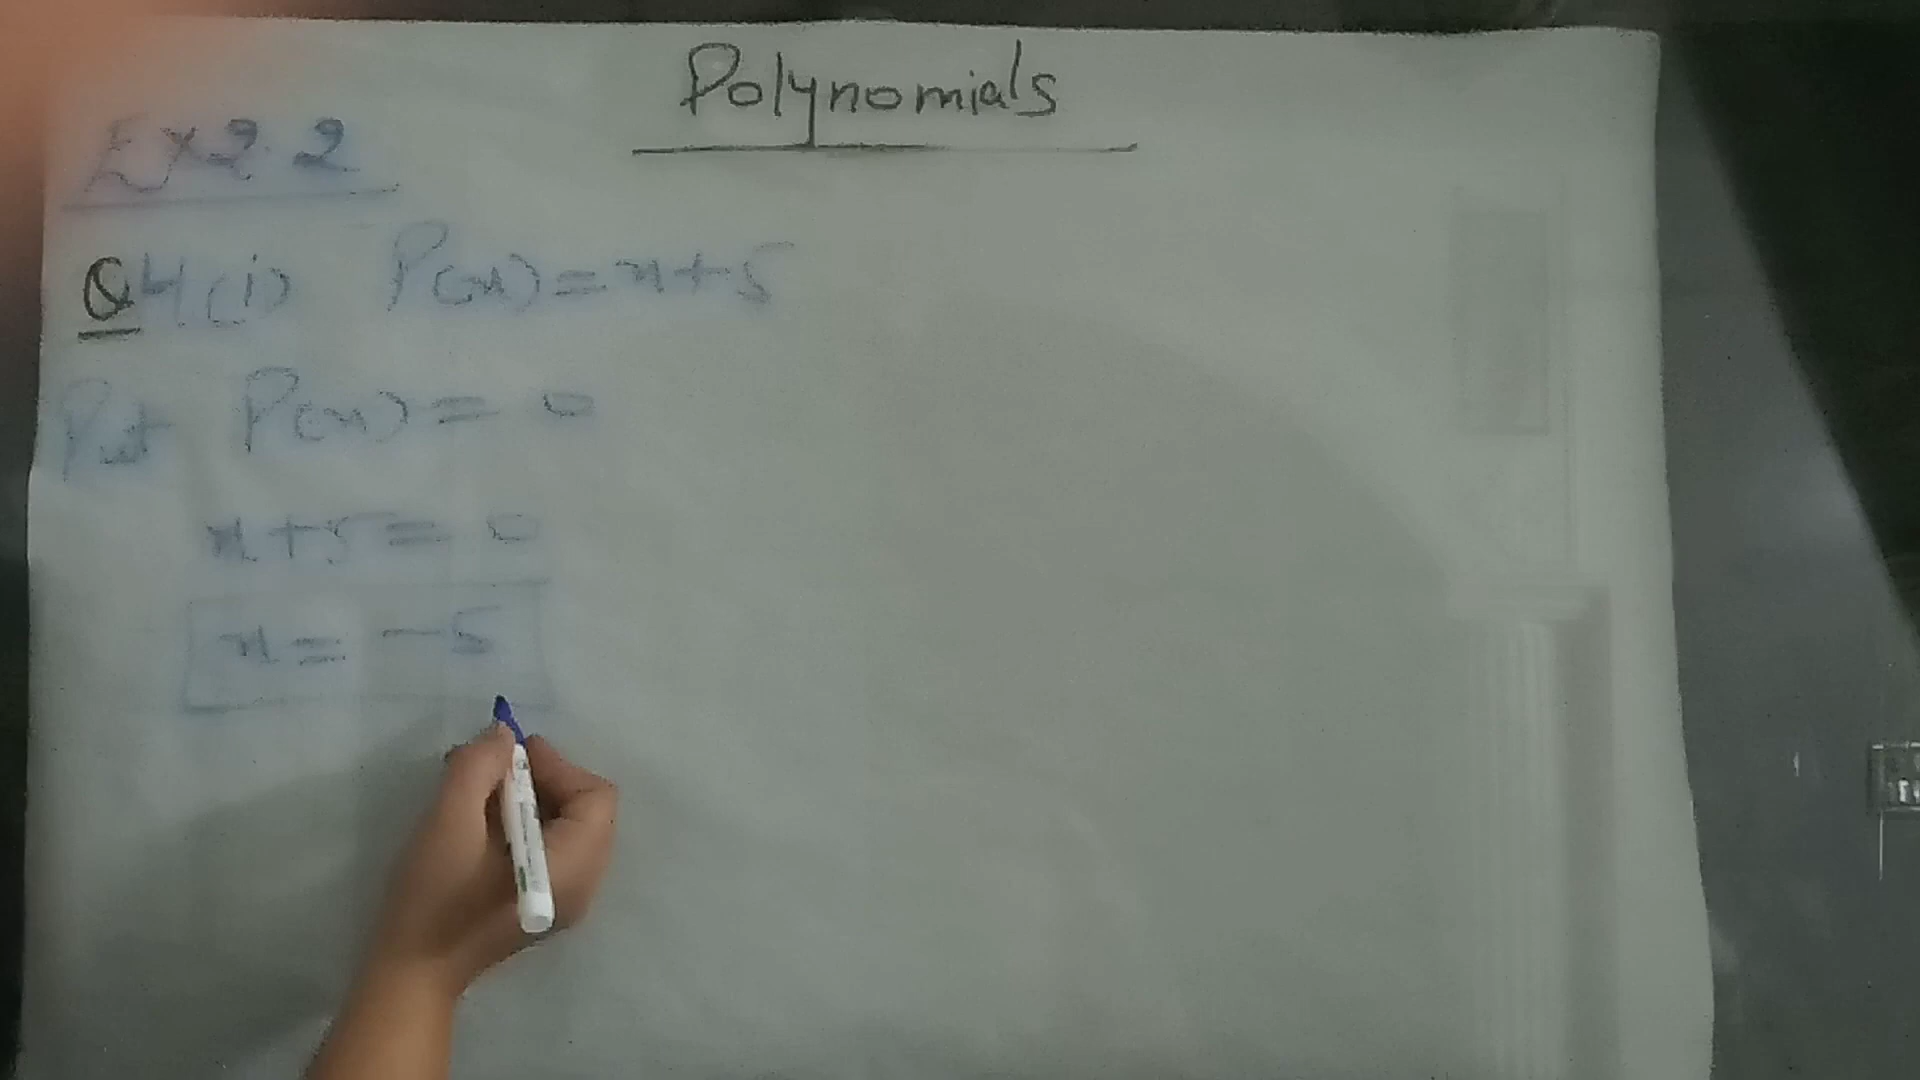 Polynomials
Ex 2.2
Q4(i) P(x) = x+5
Put P(x) = 0
x+5 = 0
x = -5